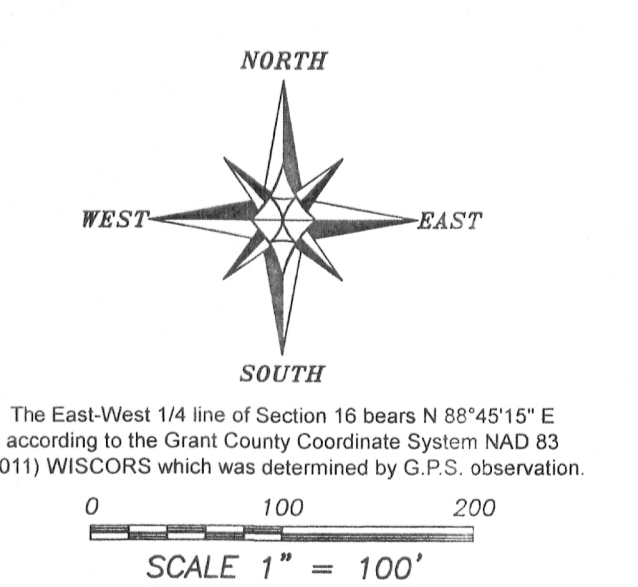 NORTH
WEST EAST
SOUTH
The East-West 1/4 line of Section 16 bears N 88°45'15" E
according to the Grant County Coordinate System NAD 83
011) WISCORS which was determined by G.P.S. observation.
0 100 200
SCALE 1" = 100'